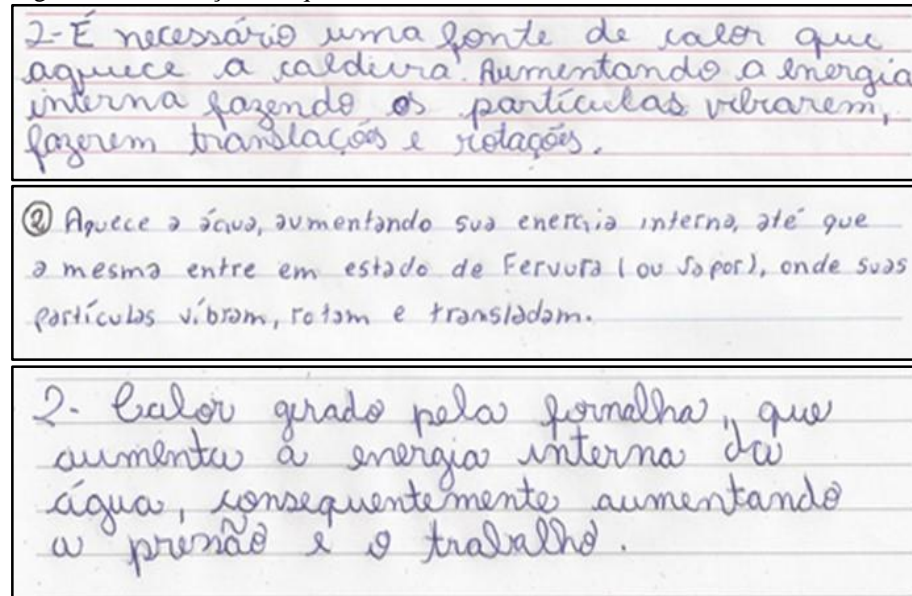 2-É necessário uma fonte de calor que
aquece a caldeira. Aumentando a energia
interna fazendo as partículas vibrarem,
fazerem translações e rotações.
② Aquece a água, aumentando sua energia interna, até que
a mesma entre em estado de Fervura (ou Vapor), onde suas
partículas vibram, rotam e transladam.
2- Calor gerado pela fornalha, que
aumenta a energia interna da
água, consequentemente aumentando
a pressão e o trabalho.